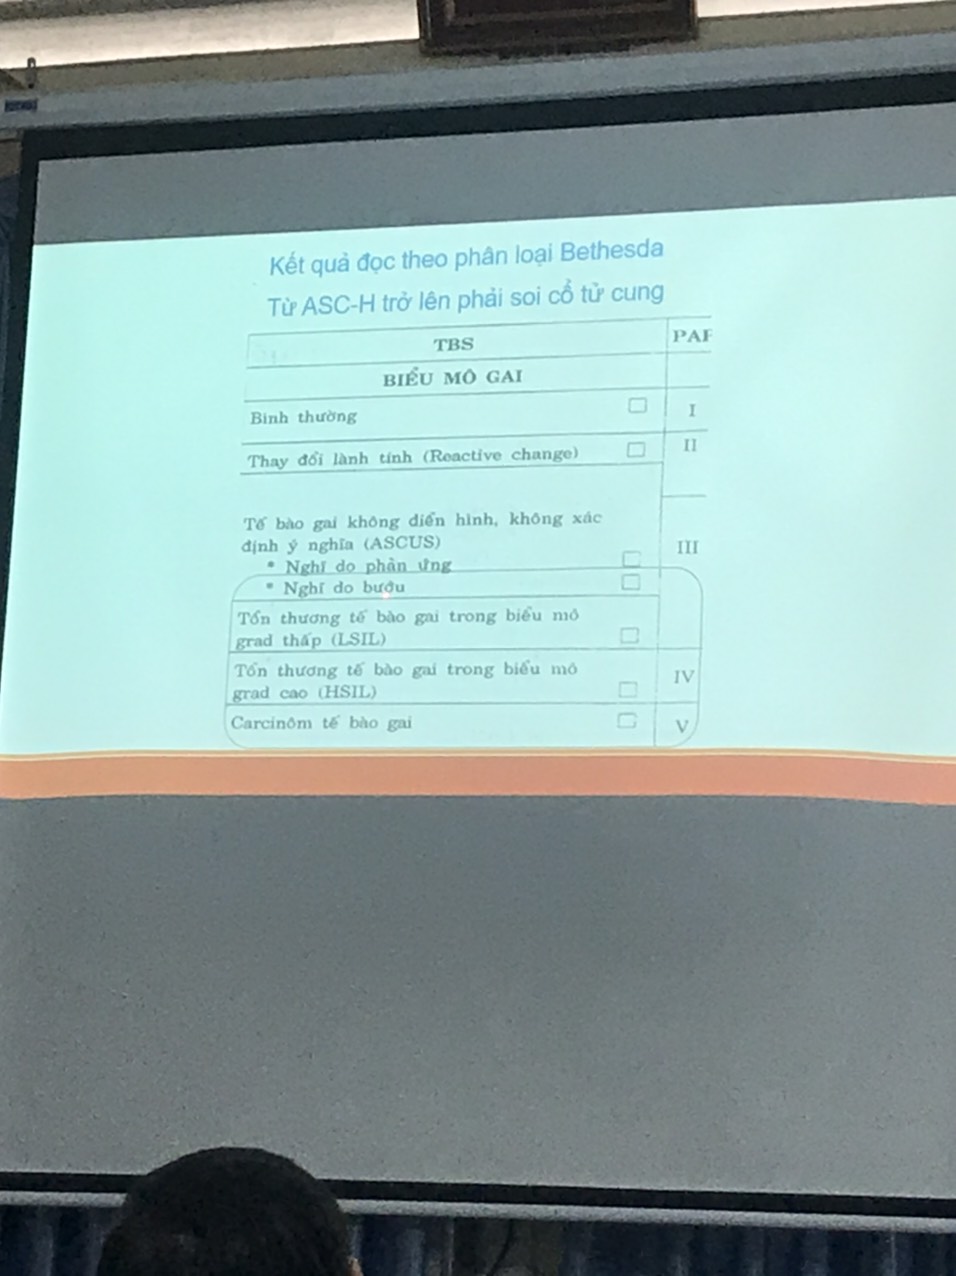 Kết quả đọc theo phân loại Bethesda
Từ ASC-H trở lên phải soi cổ tử cung
TBS
PAP
BIỂU MÔ GAI
Bình thường
I
Thay đổi lành tính (Reactive change)
II
Tế bào gai không điển hình, không xác
định ý nghĩa (ASCUS)
III
* Nghĩ do phản ứng
* Nghĩ do bướu
Tổn thương tế bào gai trong biểu mô
grad thấp (LSIL)
Tổn thương tế bào gai trong biểu mô
grad cao (HSIL)
IV
Carcinôm tế bào gai
V